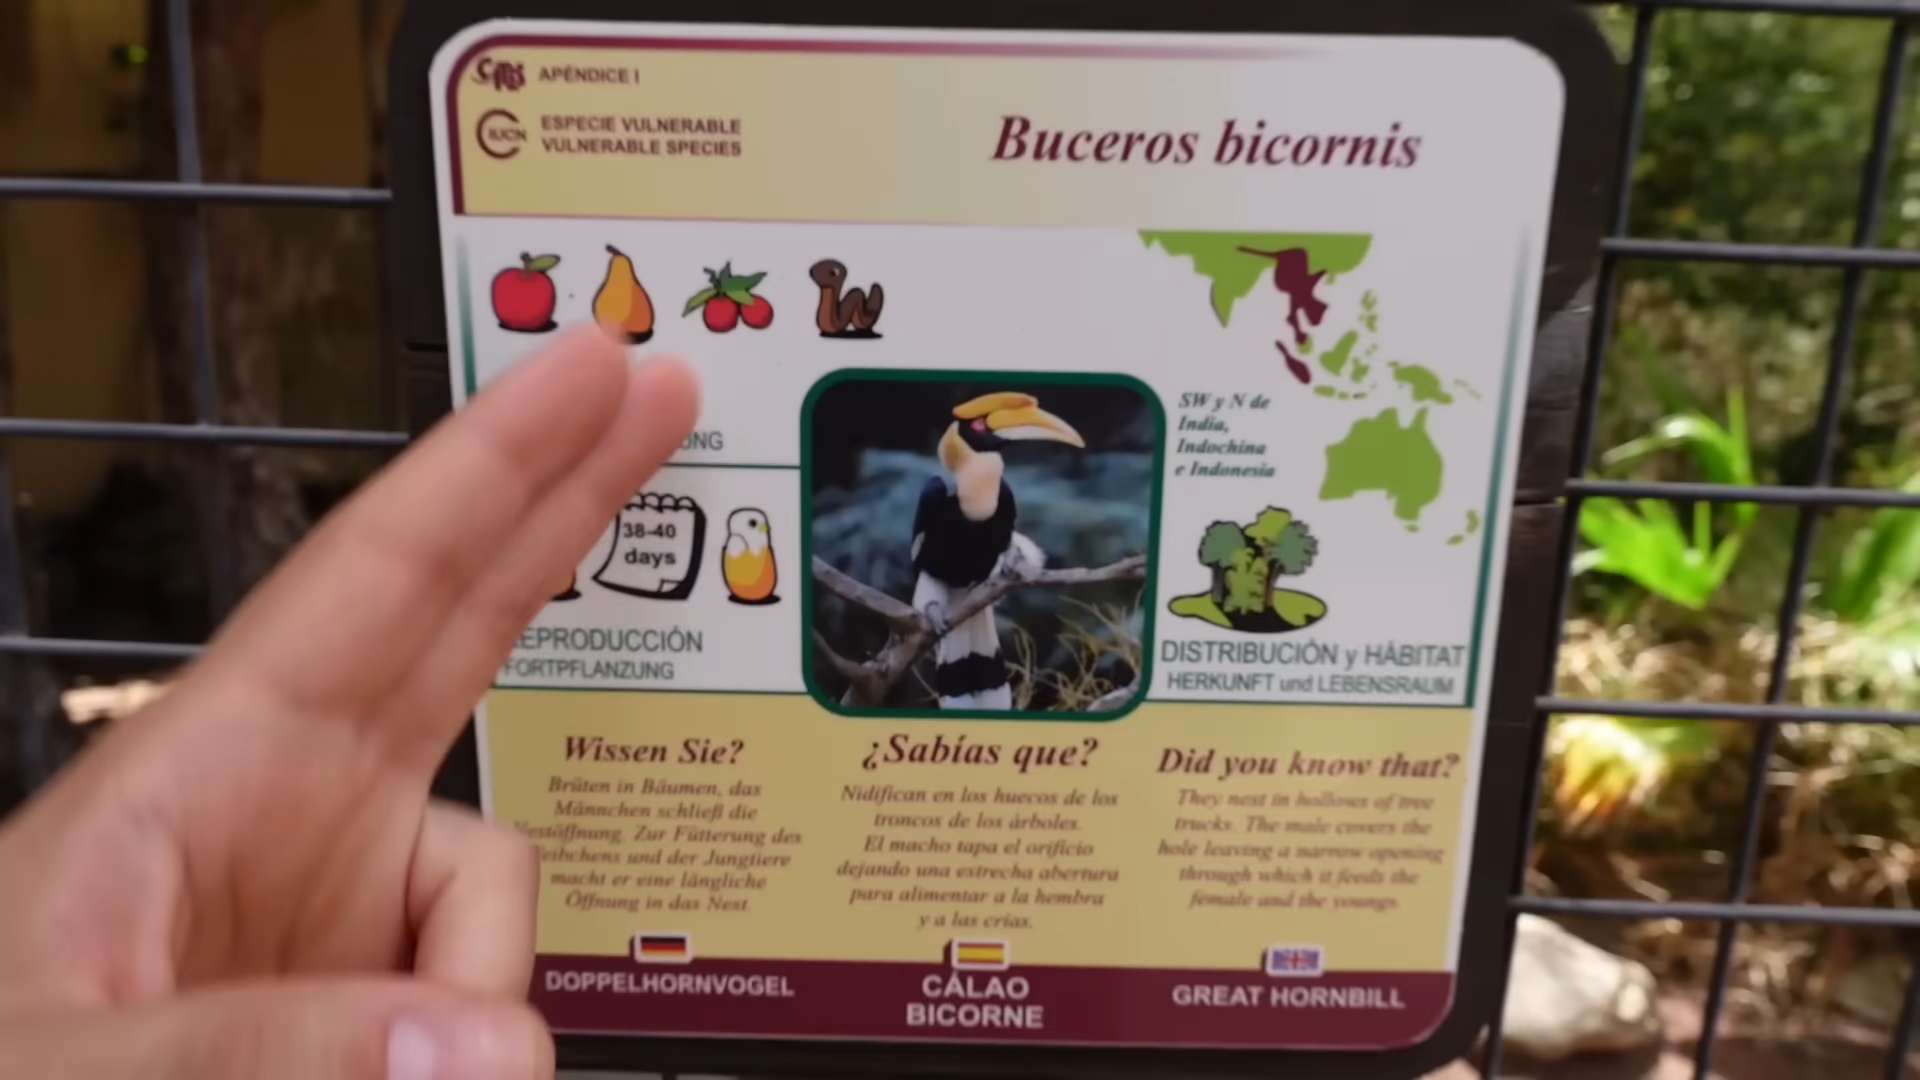 CITES APÉNDICE I
IUCN
ESPECIE VULNERABLE
VULNERABLE SPECIES
Buceros bicornis
SW y N de
India,
Indochina
e Indonesia
38-40
days
REPRODUCCIÓN
FORTPFLANZUNG
DISTRIBUCIÓN y HÁBITAT
HERKUNFT und LEBENSRAUM
Wissen Sie?
Brüten in Bäumen, das
Männchen schließt die
Nestöffnung. Zur Fütterung des
Weibchens und der Jungtiere
macht er eine längliche
Öffnung in das Nest.
DOPPELHORNVOGEL
¿Sabías que?
Nidifican en los huecos de los
troncos de los árboles.
El macho tapa el orificio
dejando una estrecha abertura
para alimentar a la hembra
y a las crías.
CÁLAO
BICORNE
Did you know that?
They nest in hollows of tree
trucks. The male covers the
hole leaving a narrow opening
through which it feeds the
female and the youngs.
GREAT HORNBILL